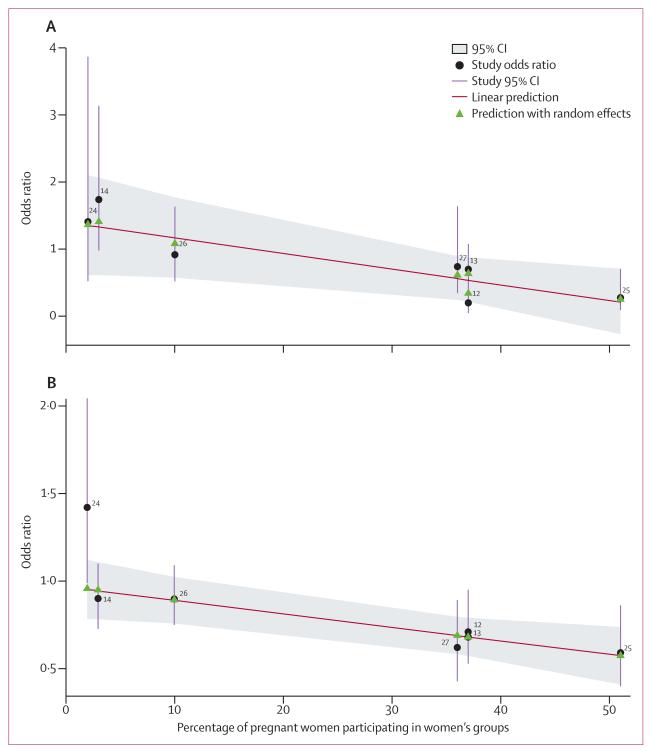 A
4
3
2
1
0
Odds ratio
95% CI
Study odds ratio
Study 95% CI
Linear prediction
Prediction with random effects
24
14
26
27
13
12
25
B
2·0
1·5
1·0
0·5
Odds ratio
24
14
26
27
12
13
25
0 10 20 30 40 50
Percentage of pregnant women participating in women's groups